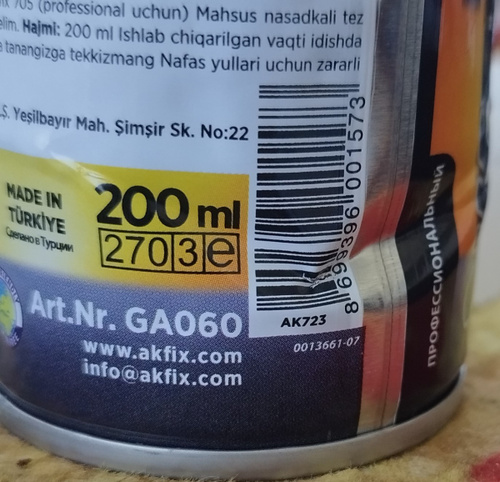 705 (professional uchun) Mahsus nasadkali tez
elim. Hajmi: 200 ml Ishlab chiqarilgan vaqti idishda
tanangizga tekkizmang Nafas yullari uchun zararli
Ş. Yeşilbayır Mah. Şimşir Sk. No:22
MADE IN
TÜRKİYE
Сделано в Турции
200 ml
270 3 e
Art.Nr. GA060
www.akfix.com
info@akfix.com
8 699396 001573
AK723
0013661-07
ПРОФЕССИОНАЛЬНЫЙ